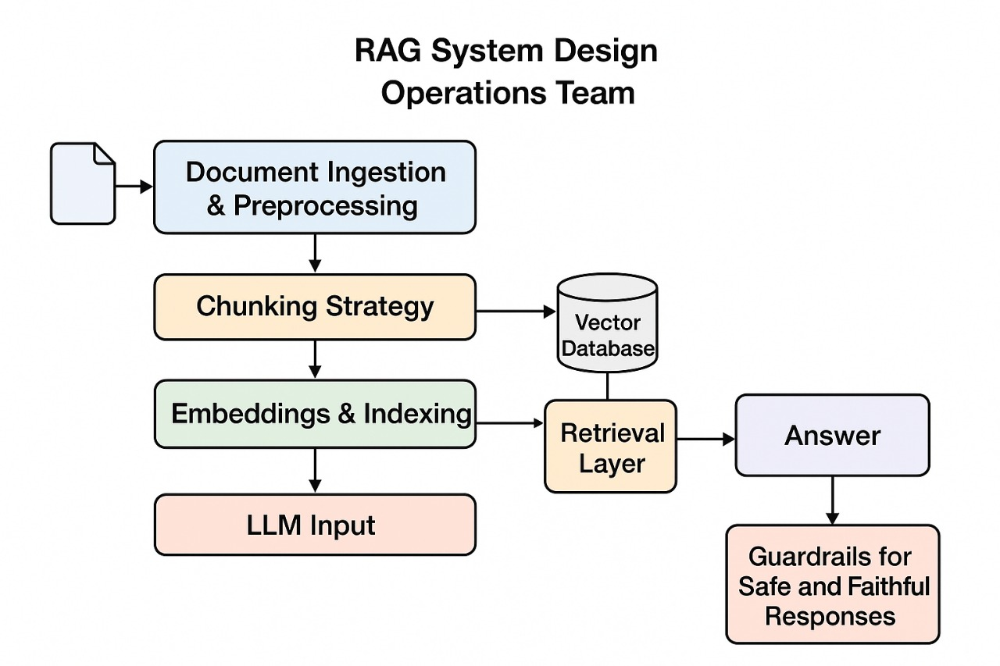 RAG System Design
Operations Team
Document Ingestion
& Preprocessing
Chunking Strategy
Vector
Database
Embeddings & Indexing
Retrieval
Layer
Answer
LLM Input
Guardrails for
Safe and Faithful
Responses